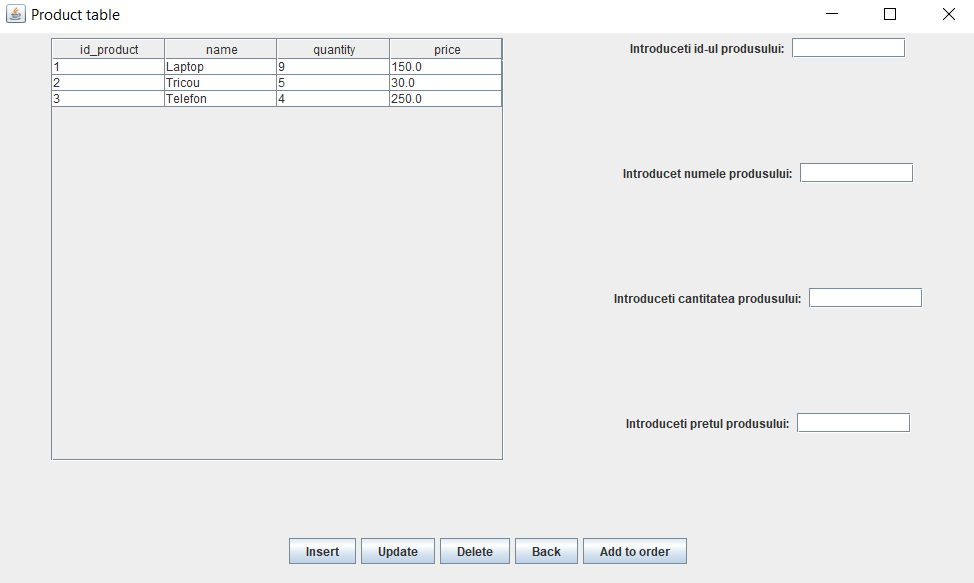 Product table
id_product name quantity price
1 Laptop 9 150.0
2 Tricou 5 30.0
3 Telefon 4 250.0
Introduceti id-ul produsului:
Introducet numele produsului:
Introduceti cantitatea produsului:
Introduceti pretul produsului:
Insert Update Delete Back Add to order